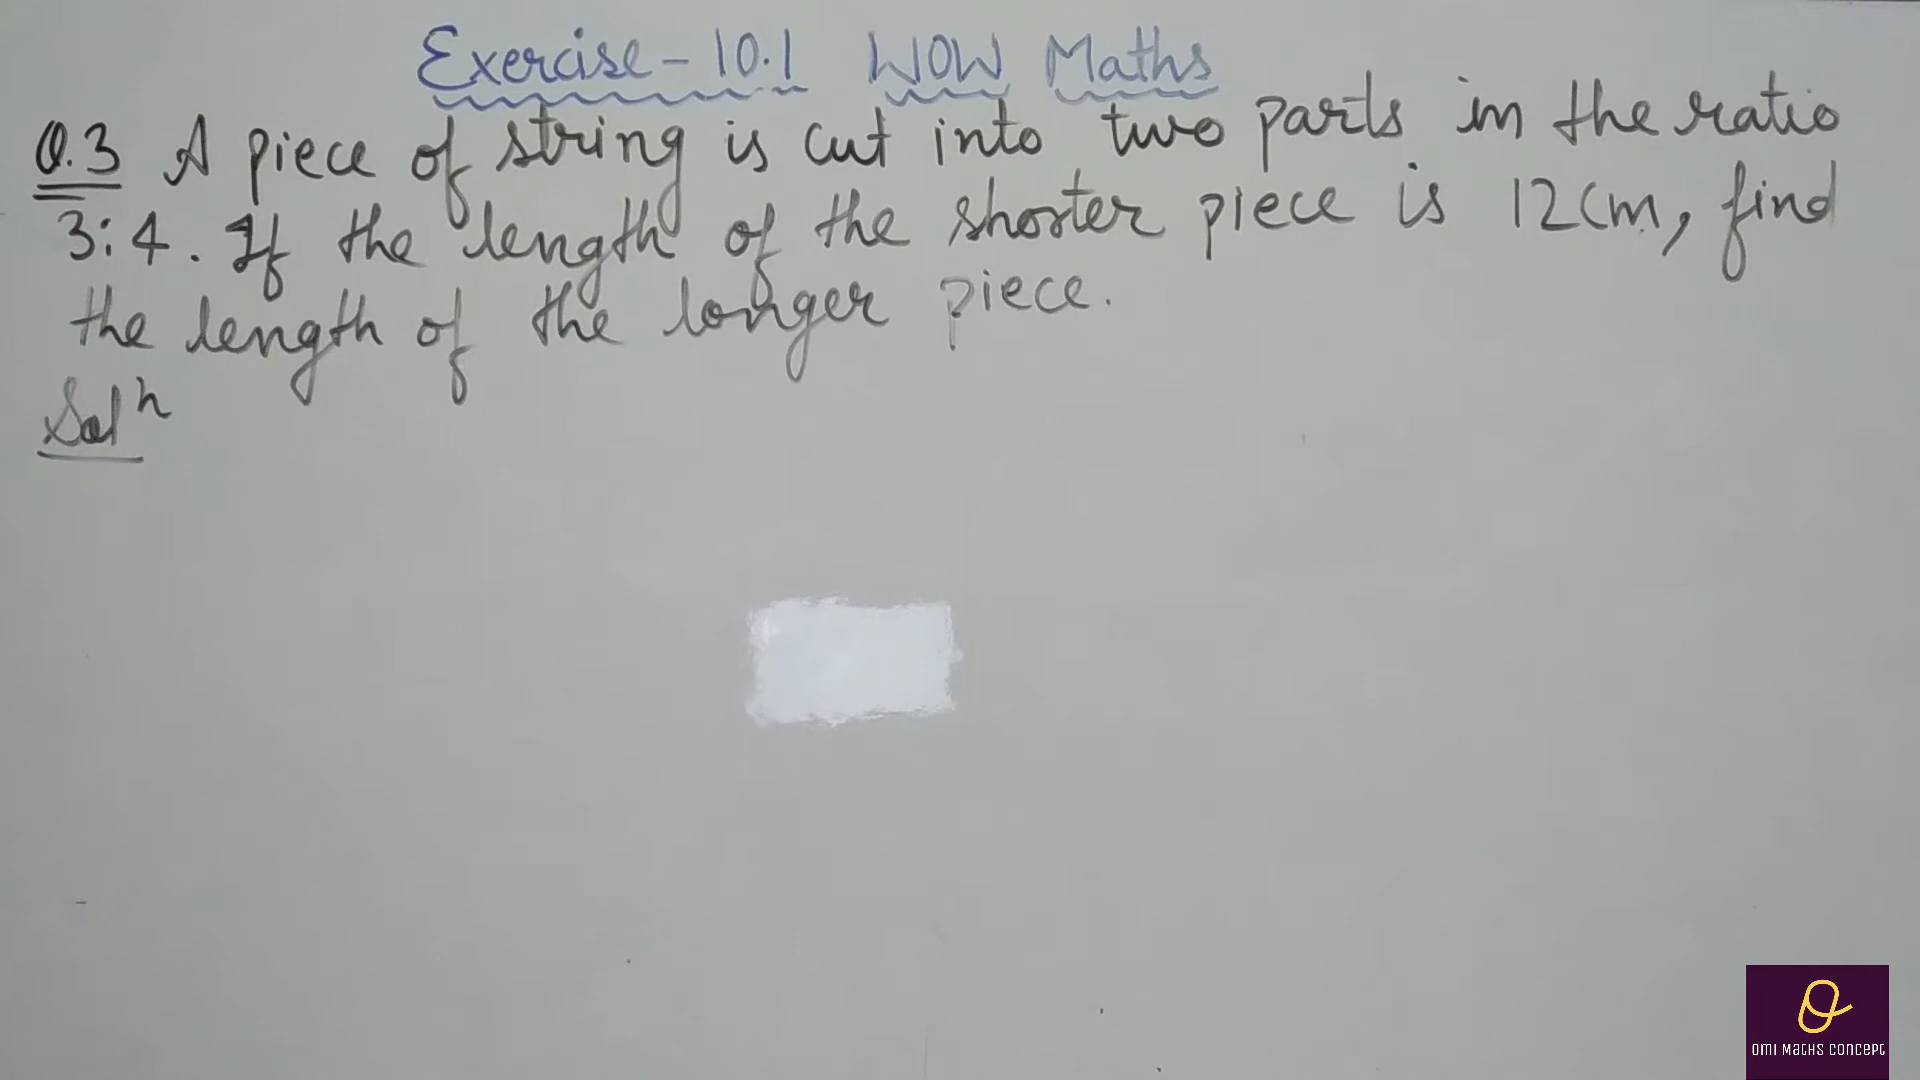 Exercise - 10.1 WOW Maths
Q.3 A piece of string is cut into two parts in the ratio
3:4. If the length of the shorter piece is 12cm, find
the length of the longer piece.
Solⁿ
OMI MATHS CONCEPT